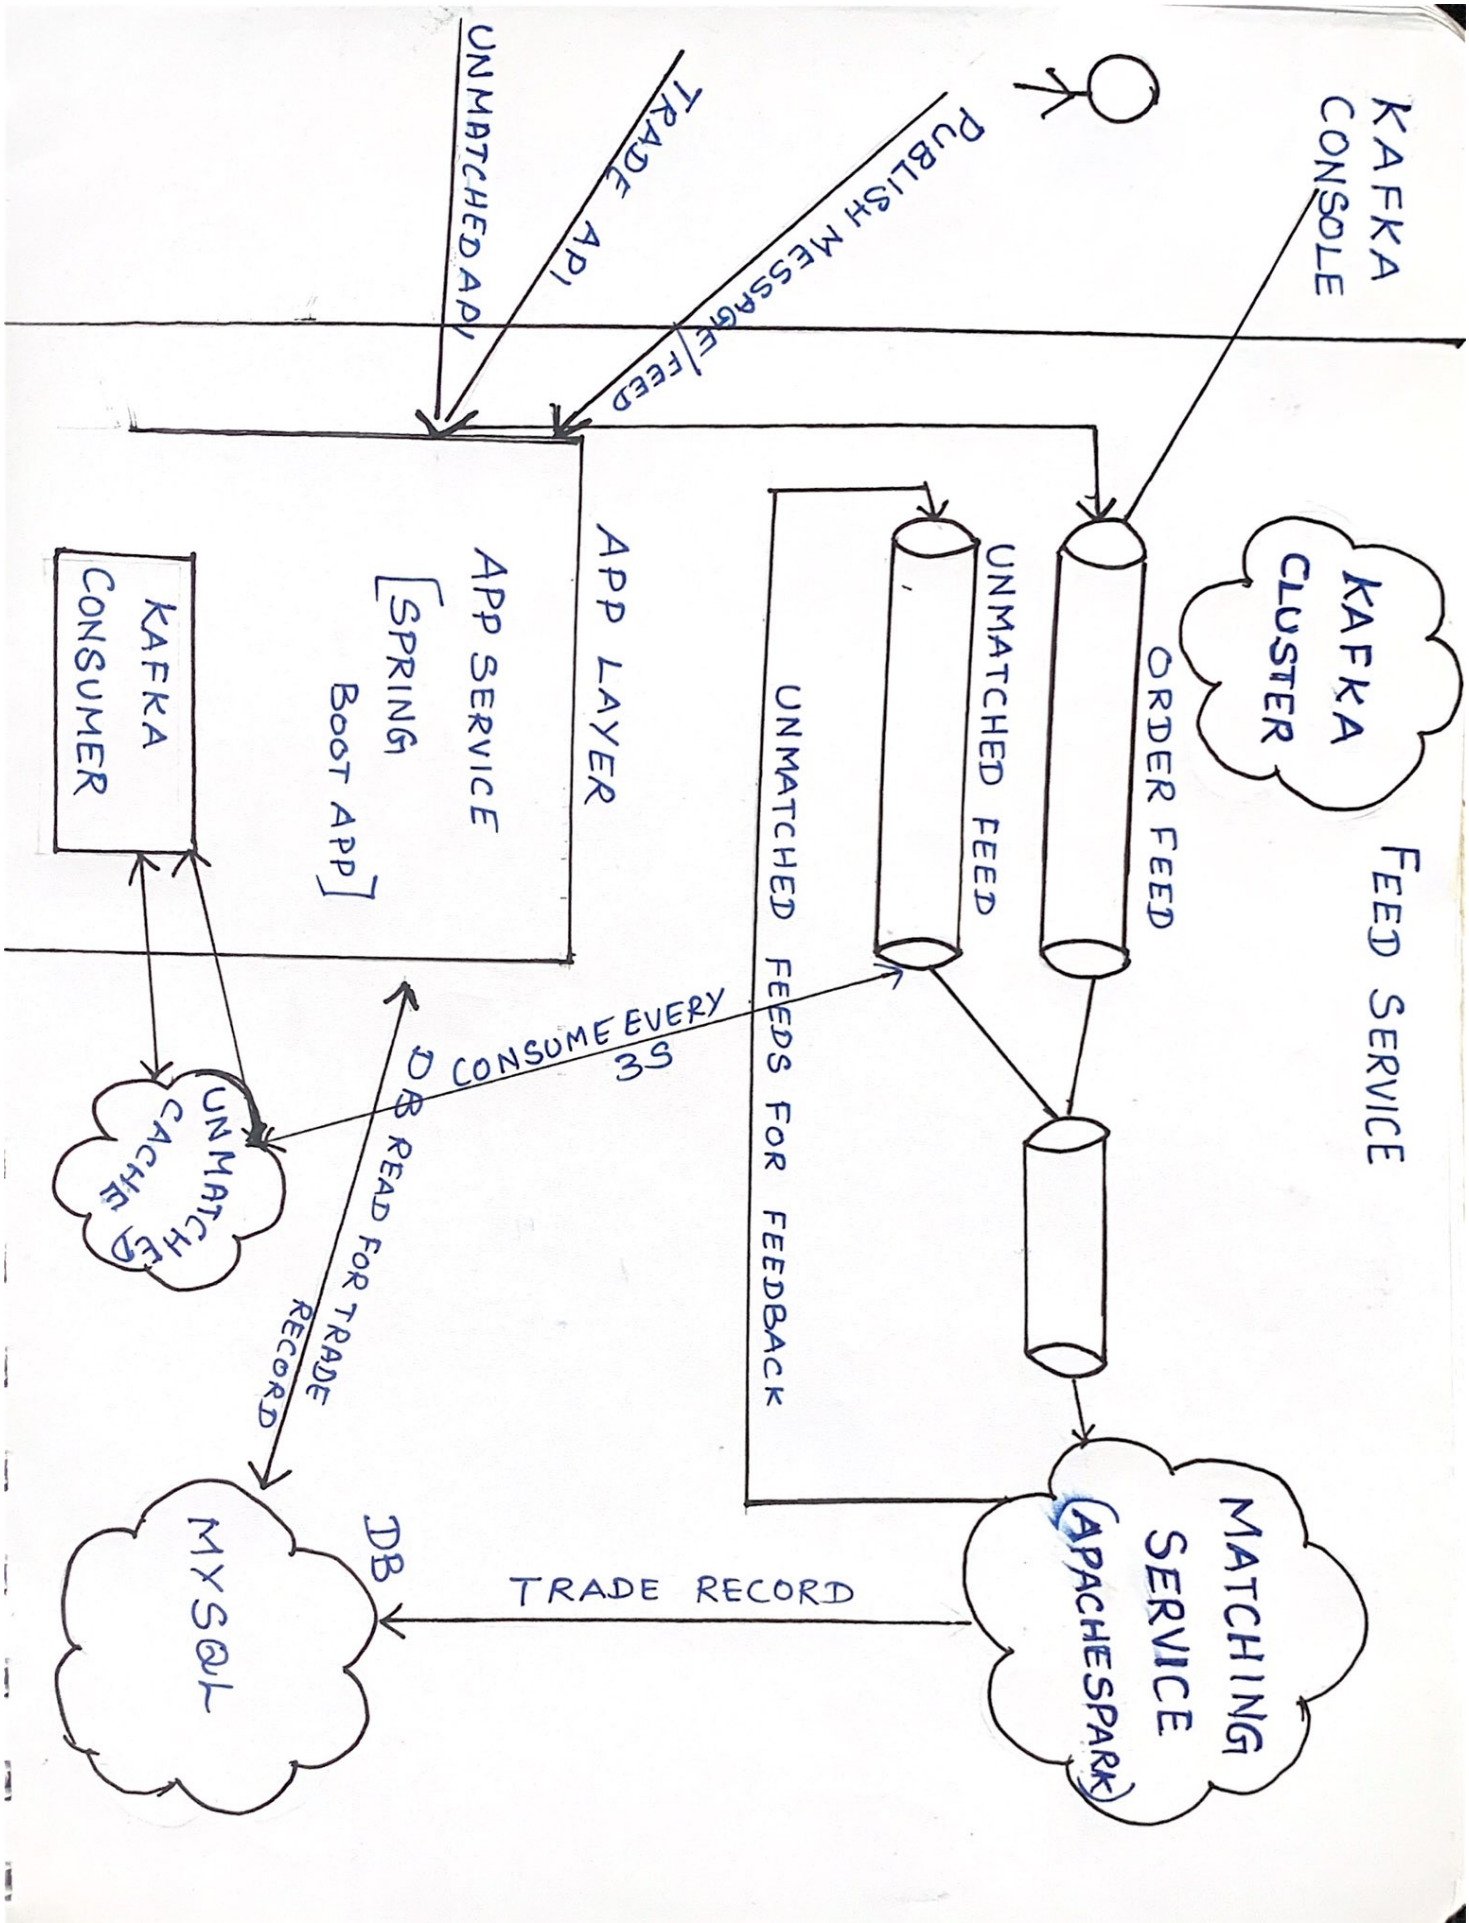 KAFKA
CONSOLE
PUBLISH MESSAGE/FEED
TRADE API
UNMATCHED API
KAFKA
CLUSTER
FEED SERVICE
ORDER FEED
UNMATCHED FEED
UNMATCHED FEEDS FOR FEEDBACK
MATCHING
SERVICE
(APACHESPARK)
APP LAYER
APP SERVICE
[SPRING
BOOT APP]
KAFKA
CONSUMER
CONSUME EVERY
3S
UNMATCHED
CACHE
DB READ FOR TRADE
RECORD
TRADE RECORD
DB
MYSQL